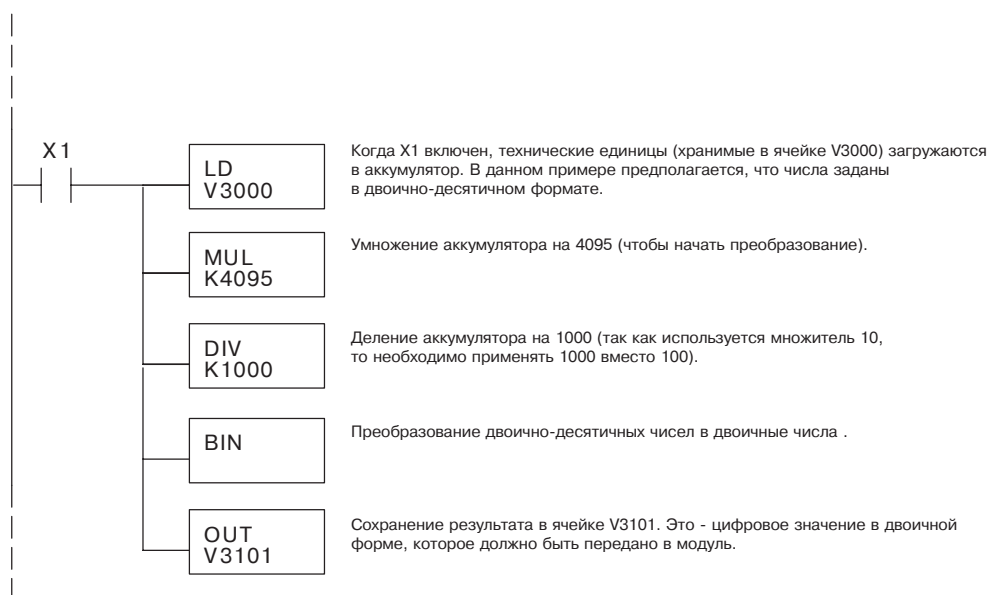 X1
LD
V3000
Когда X1 включен, технические единицы (хранимые в ячейке V3000) загружаются
в аккумулятор. В данном примере предполагается, что числа заданы
в двоично-десятичном формате.
MUL
K4095
Умножение аккумулятора на 4095 (чтобы начать преобразование).
DIV
K1000
Деление аккумулятора на 1000 (так как используется множитель 10,
то необходимо применять 1000 вместо 100).
BIN
Преобразование двоично-десятичных чисел в двоичные числа .
OUT
V3101
Сохранение результата в ячейке V3101. Это - цифровое значение в двоичной
форме, которое должно быть передано в модуль.